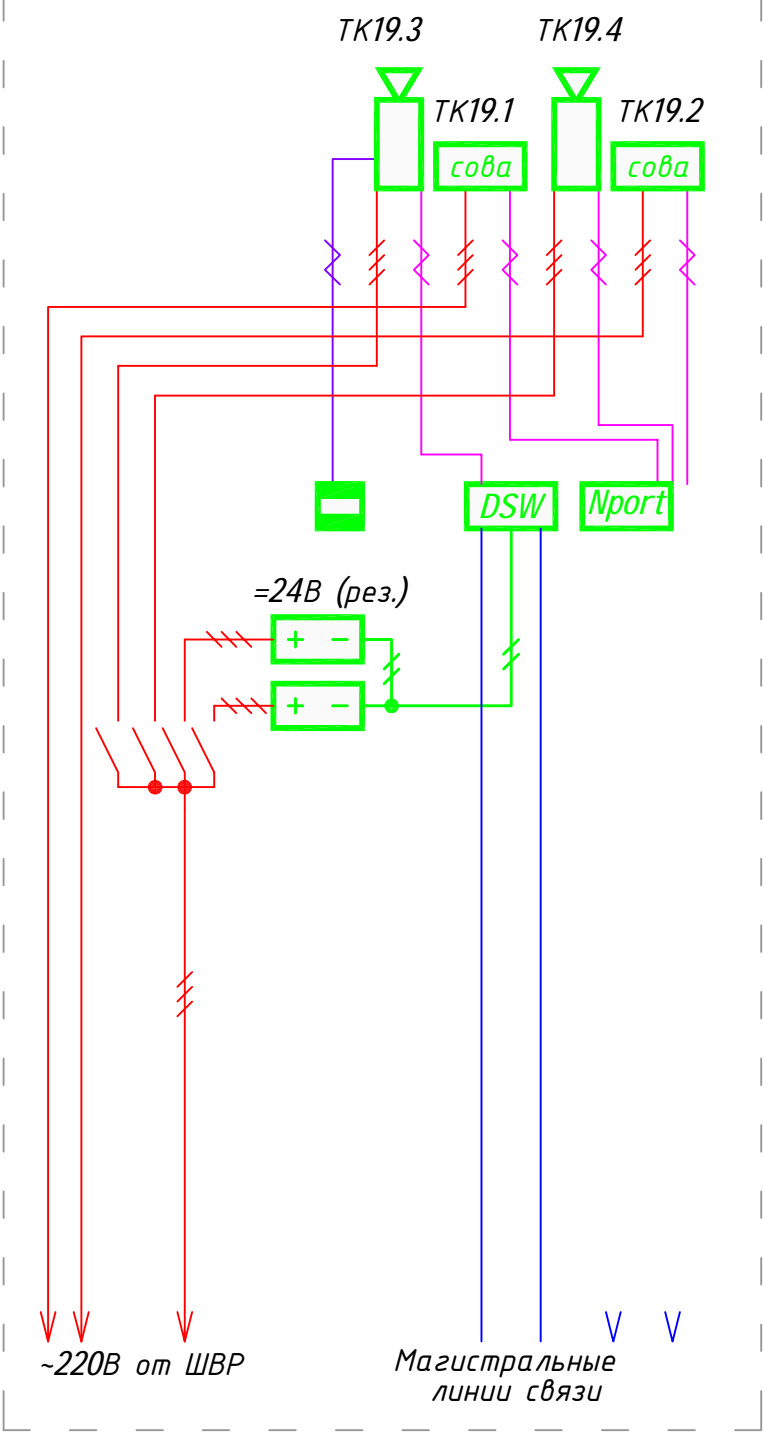 ТК19.3 ТК19.4
ТК19.1 ТК19.2
сова сова
DSW Nport
=24В (рез.)
+ −
+ −
~220В от ШВР
Магистральные
линии связи